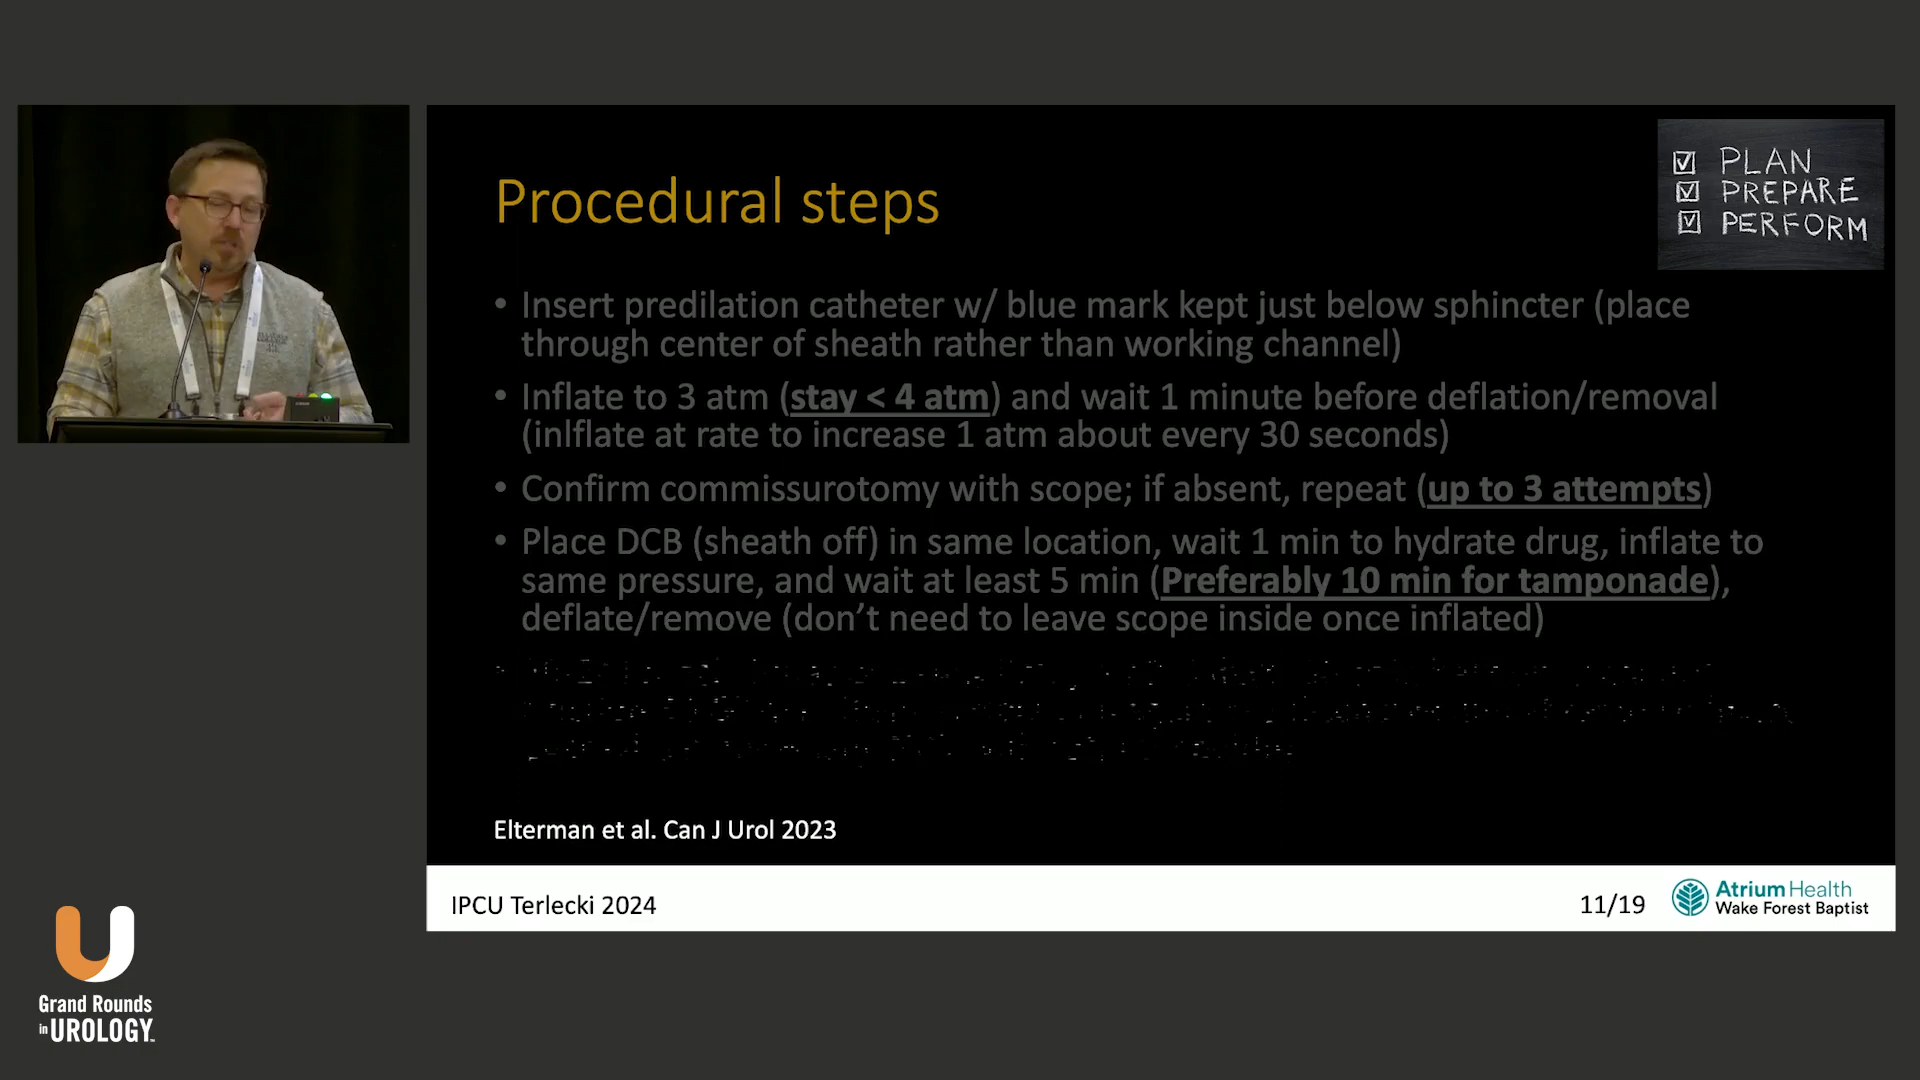 PLAN
PREPARE
PERFORM
Procedural steps
• Insert predilation catheter w/ blue mark kept just below sphincter (place
through center of sheath rather than working channel)
• Inflate to 3 atm (stay < 4 atm) and wait 1 minute before deflation/removal
(inlflate at rate to increase 1 atm about every 30 seconds)
• Confirm commissurotomy with scope; if absent, repeat (up to 3 attempts)
• Place DCB (sheath off) in same location, wait 1 min to hydrate drug, inflate to
same pressure, and wait at least 5 min (Preferably 10 min for tamponade),
deflate/remove (don’t need to leave scope inside once inflated)
Elterman et al. Can J Urol 2023
IPCU Terlecki 2024
11/19
Atrium Health
Wake Forest Baptist
Grand Rounds
in UROLOGY